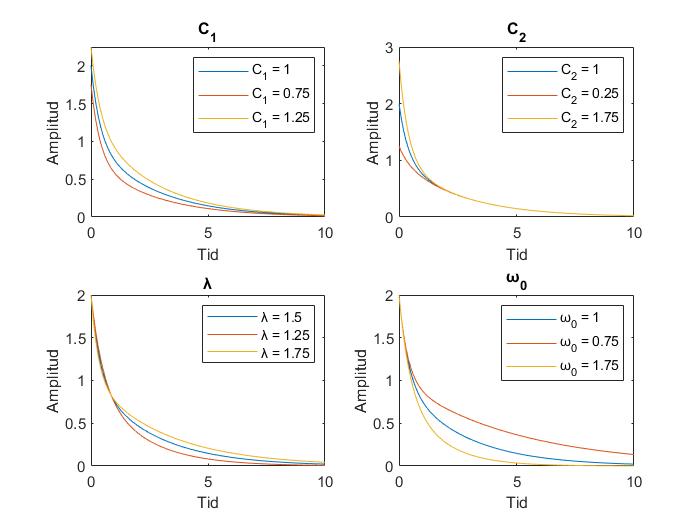 C₁
Amplitud
2
1.5
1
0.5
0
0
5
10
Tid
C₁ = 1
C₁ = 0.75
C₁ = 1.25
C₂
Amplitud
3
2
1
0
0
5
10
Tid
C₂ = 1
C₂ = 0.25
C₂ = 1.75
λ
Amplitud
2
1.5
1
0.5
0
0
5
10
Tid
λ = 1.5
λ = 1.25
λ = 1.75
ω₀
Amplitud
2
1.5
1
0.5
0
0
5
10
Tid
ω₀ = 1
ω₀ = 0.75
ω₀ = 1.75